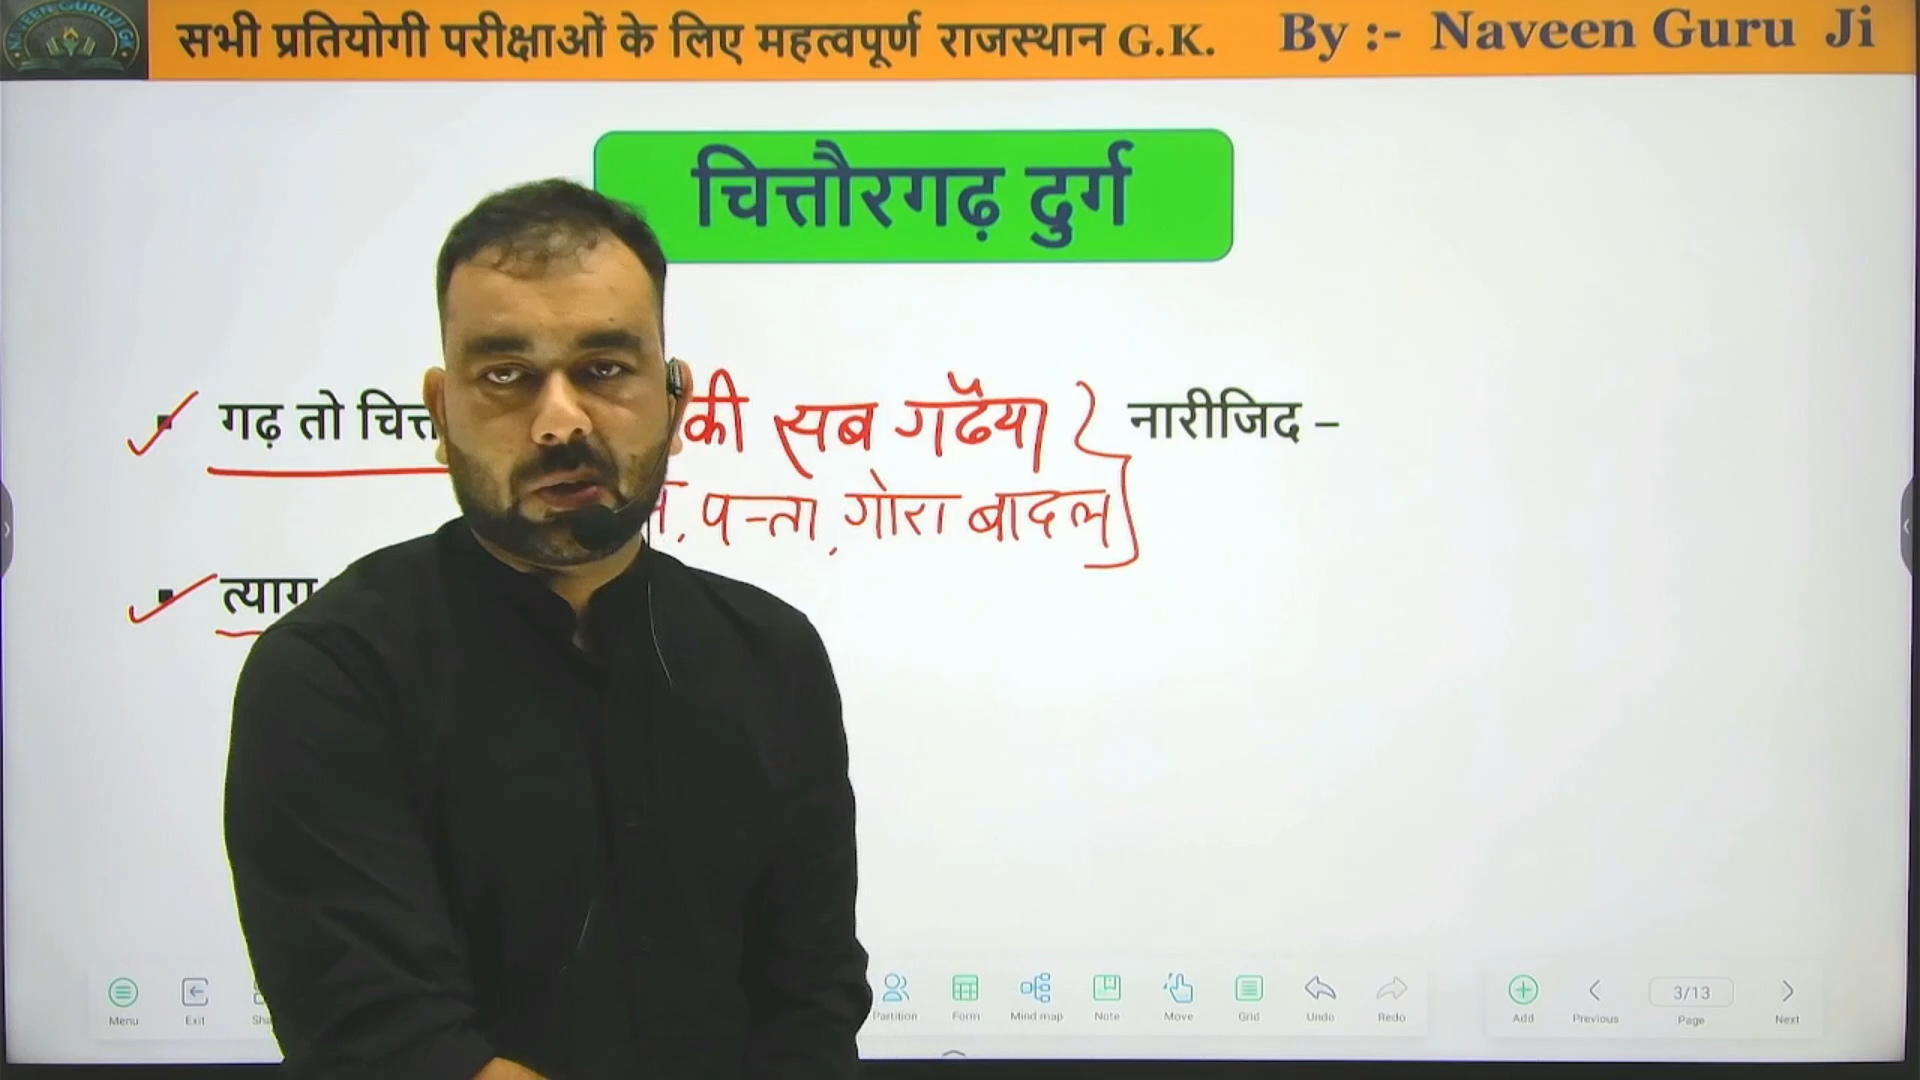 सभी प्रतियोगी परीक्षाओं के लिए महत्वपूर्ण राजस्थान G.K. By :- Naveen Guru Ji
चित्तौरगढ़ दुर्ग
गढ़ तो की सब गढैया नारीजिद –
पत्ता, गोरा बादल
त्याग
Menu Exit Partition Form Mind map Note Move Grid Undo Redo Add Previous 3/13 Page Next